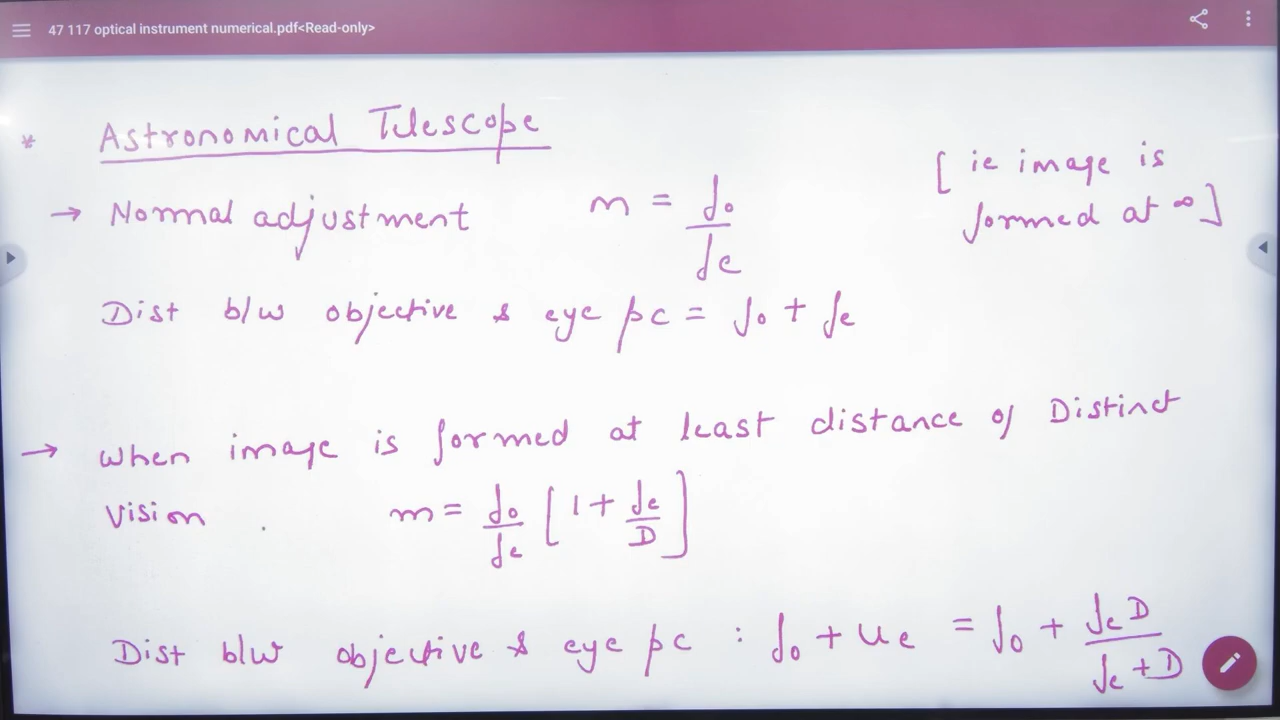 47 117 optical instrument numerical.pdf<Read-only>
* Astronomical Telescope
→ Normal adjustment m = fo/fe [ ie image is formed at ∞ ]
Dist b/w objective & eye pc = fo + fe
→ when image is formed at least distance of Distinct
vision m = fo/fe [ 1 + fe/D ]
Dist b/w objective & eye pc : fo + ue = fo + feD/fe+D